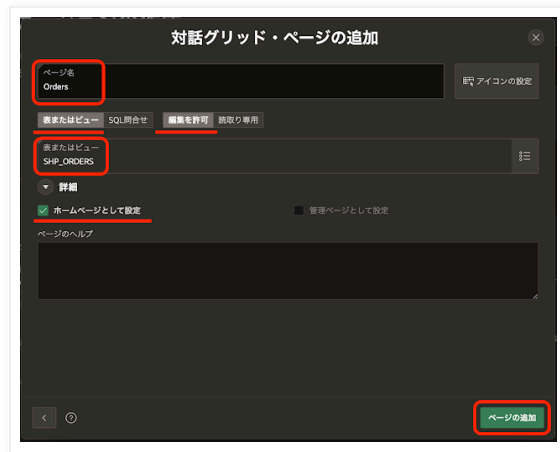 対話グリッド・ページの追加
ページ名
Orders
アイコンの設定
表またはビュー SQL問合せ 編集を許可 読取り専用
表またはビュー
SHP_ORDERS
詳細
ホームページとして設定 管理ページとして設定
ページのヘルプ
ページの追加